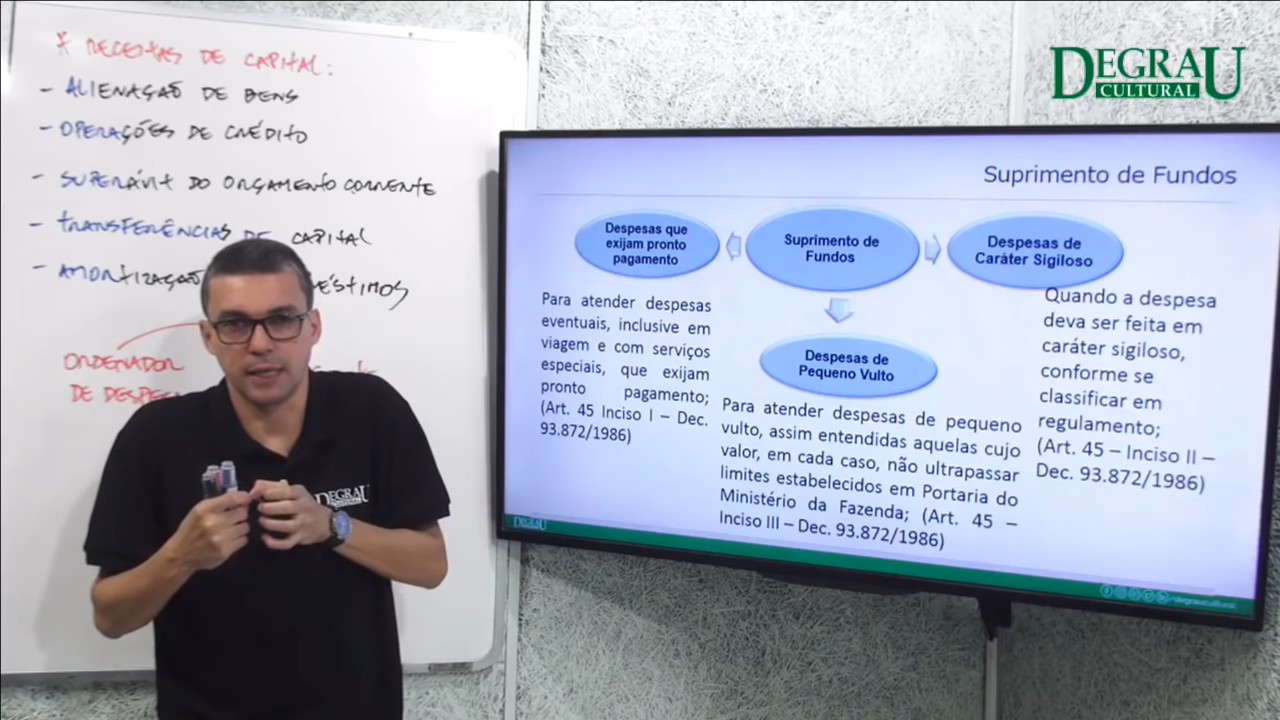 * RECEITAS DE CAPITAL:
- ALIENAÇÃO DE BENS
- OPERAÇÕES DE CRÉDITO
- SUPERÁVIT DO ORÇAMENTO CORRENTE
- TRANSFERÊNCIAS DE CAPITAL
- AMORTIZAÇÃO
ORDENADOR
DE
DEGRAU
CULTURAL
DEGRAU
Suprimento de Fundos
Despesas que
exijam pronto
pagamento
Suprimento de
Fundos
Despesas de
Caráter Sigiloso
Para atender despesas
eventuais, inclusive em
viagem e com serviços
especiais, que exijam
pronto pagamento;
(Art. 45 Inciso I – Dec.
93.872/1986)
Despesas de
Pequeno Vulto
Para atender despesas de pequeno
vulto, assim entendidas aquelas cujo
valor, em cada caso, não ultrapassar
limites estabelecidos em Portaria do
Ministério da Fazenda; (Art. 45 –
Inciso III – Dec. 93.872/1986)
Quando a despesa
deva ser feita em
caráter sigiloso,
conforme se
classificar em
regulamento;
(Art. 45 – Inciso II –
Dec. 93.872/1986)
DEGRAU
/degraucultural